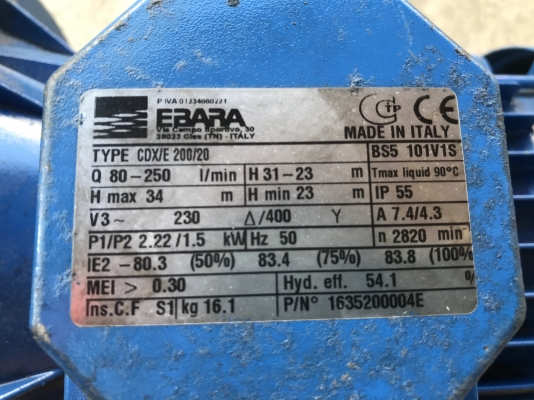 P IVA 01234660221
EBARA
Via Campo Sportivo, 30
38023 Cles (TN) - ITALY
TP
MADE IN ITALY
TYPE CDX/E 200/20 BS5 101V1S
Q 80-250 l/min H 31-23 m Tmax liquid 90°C
H max 34 m H min 23 m IP 55
V3~ 230 Δ/400 Y A 7.4/4.3
P1/P2 2.22/1.5 kW Hz 50 n 2820 min-
IE2 -80.3 (50%) 83.4 (75%) 83.8 (100%
MEI > 0.30 Hyd. eff. 54.1 %
Ins.C.F S1 kg 16.1 P/N° 1635200004E